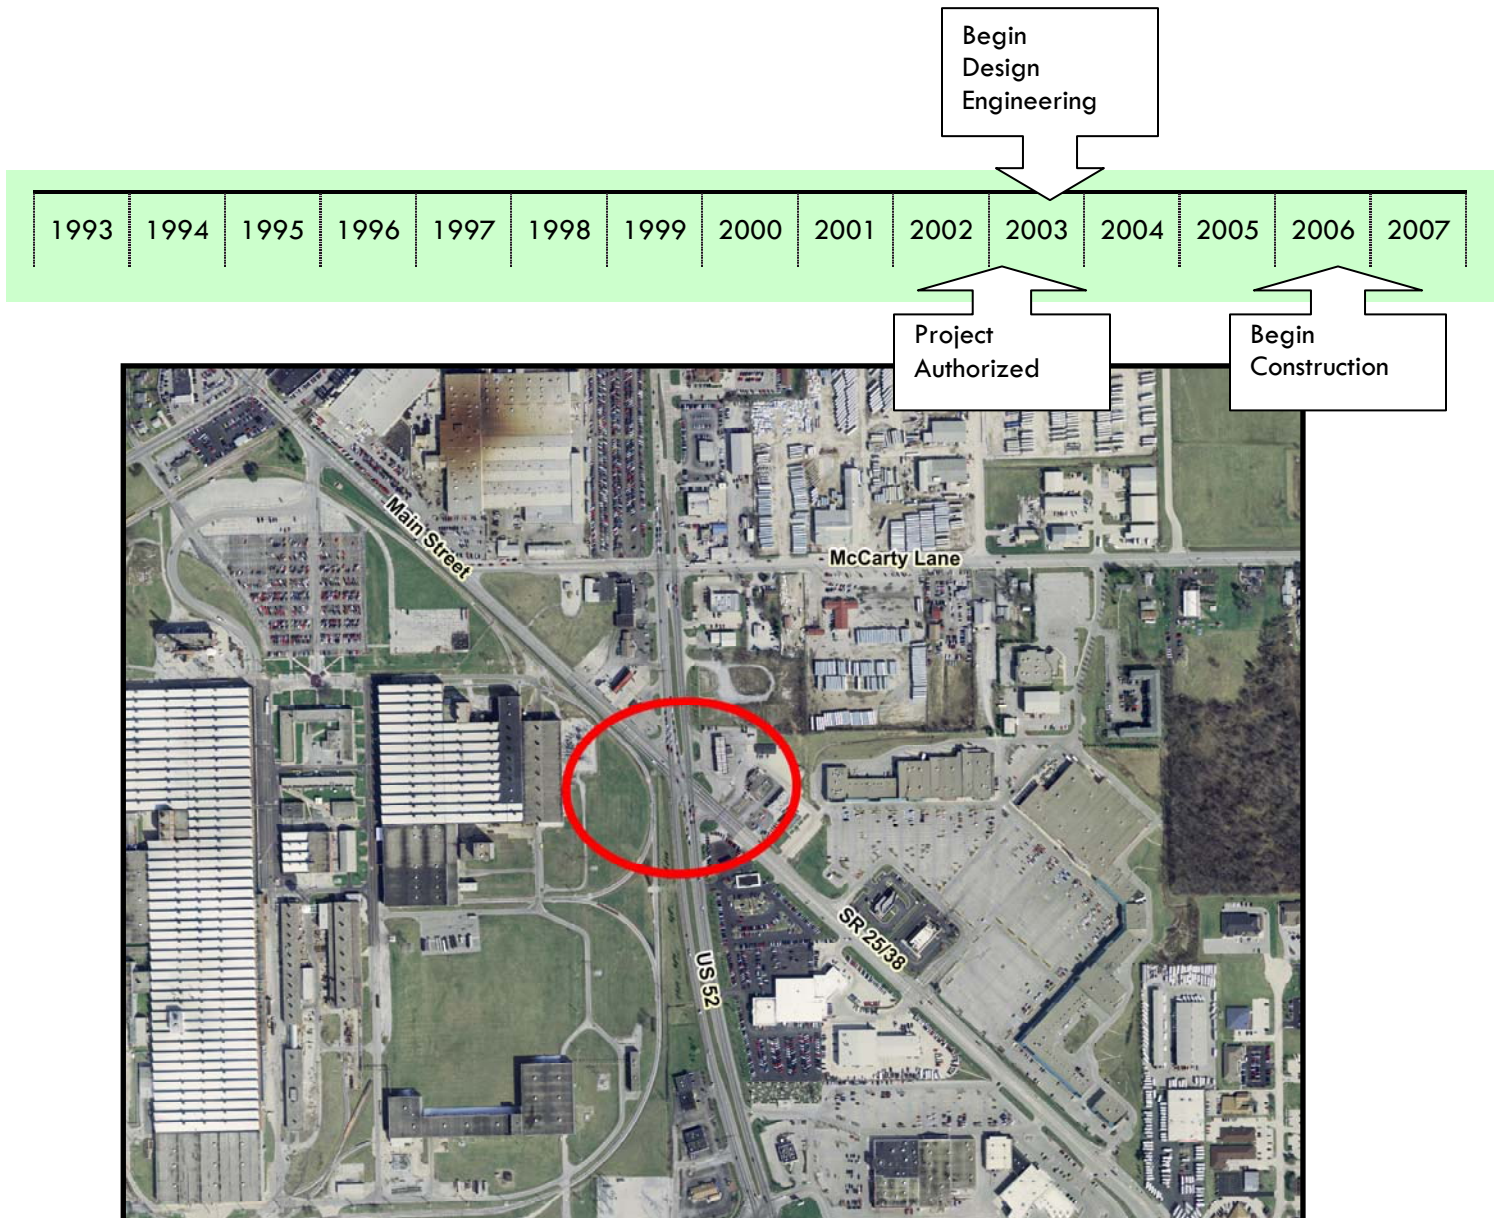 Begin
Design
Engineering
1993 1994 1995 1996 1997 1998 1999 2000 2001 2002 2003 2004 2005 2006 2007
Project
Authorized
Begin
Construction
Main Street
McCarty Lane
SR 25/38
US 52